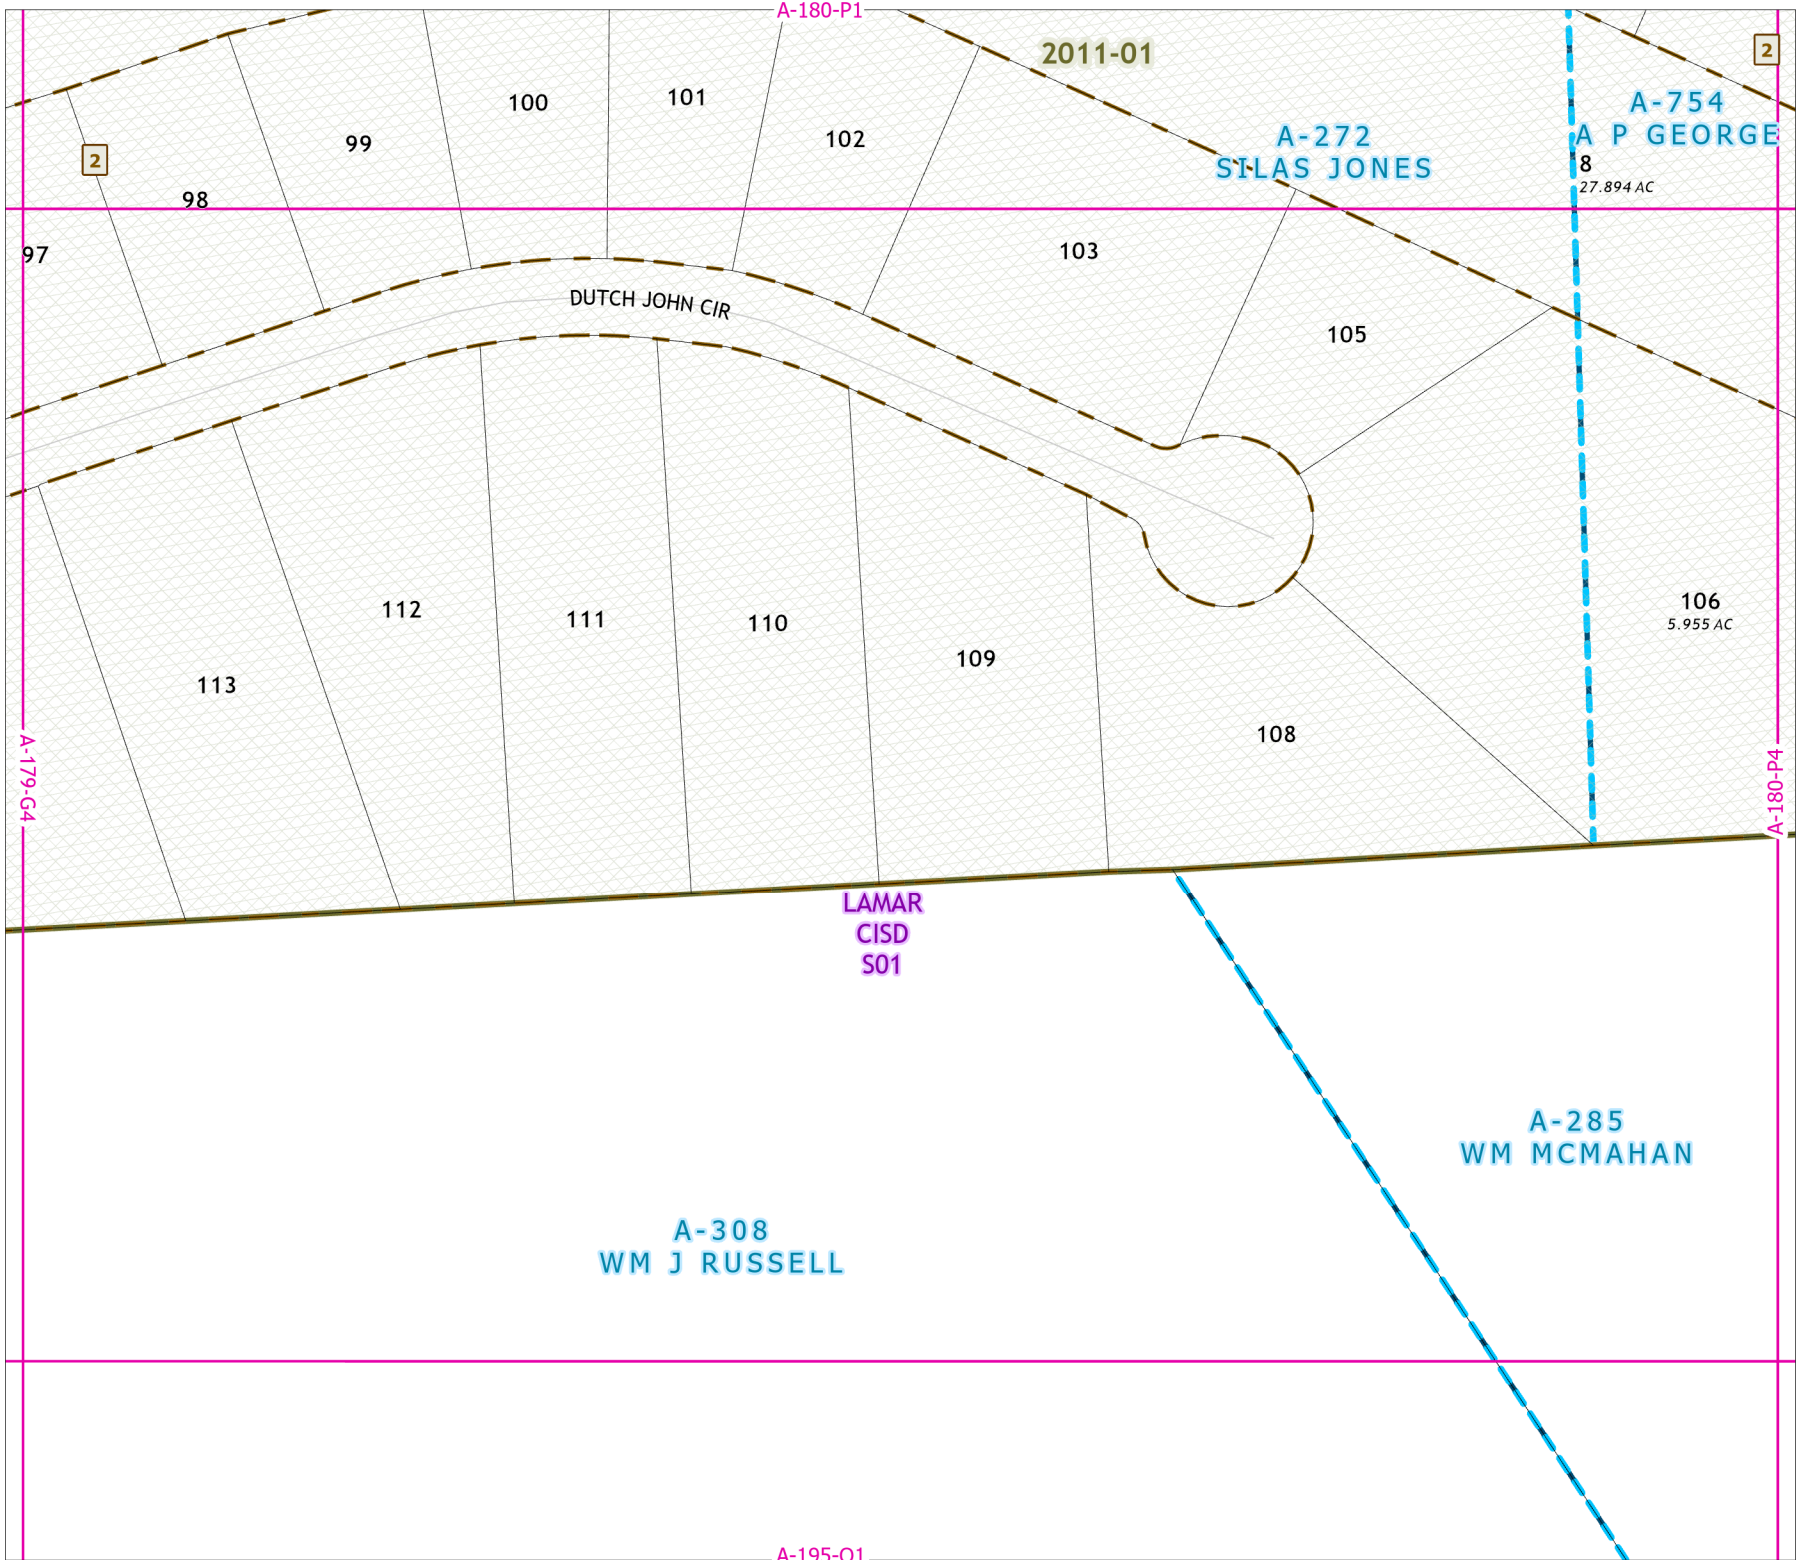 A-180-P1
2011-01
2
100
101
102
99
A-272
SILAS JONES
A-754
A P GEORGE
8
27.894 AC
2
98
97
103
DUTCH JOHN CIR
105
106
5.955 AC
112
111
110
109
113
108
A-179-G4
A-180-P4
LAMAR
CISD
S01
A-285
WM MCMAHAN
A-308
WM J RUSSELL
A-195-O1